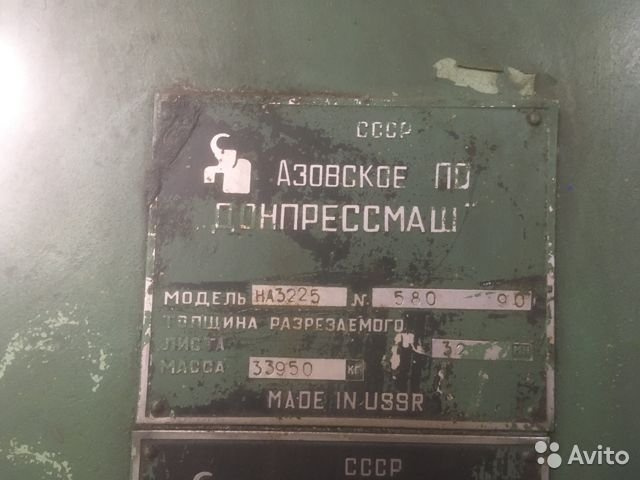 СССР
АЗОВСКОЕ ПО
"ДОНПРЕССМАШ"
МОДЕЛЬ НА3225 №. 580 90
ТОЛЩИНА РАЗРЕЗАЕМОГО
ЛИСТА 32 ММ
МАССА 33950 КГ
MADE IN USSR
СССР
Avito